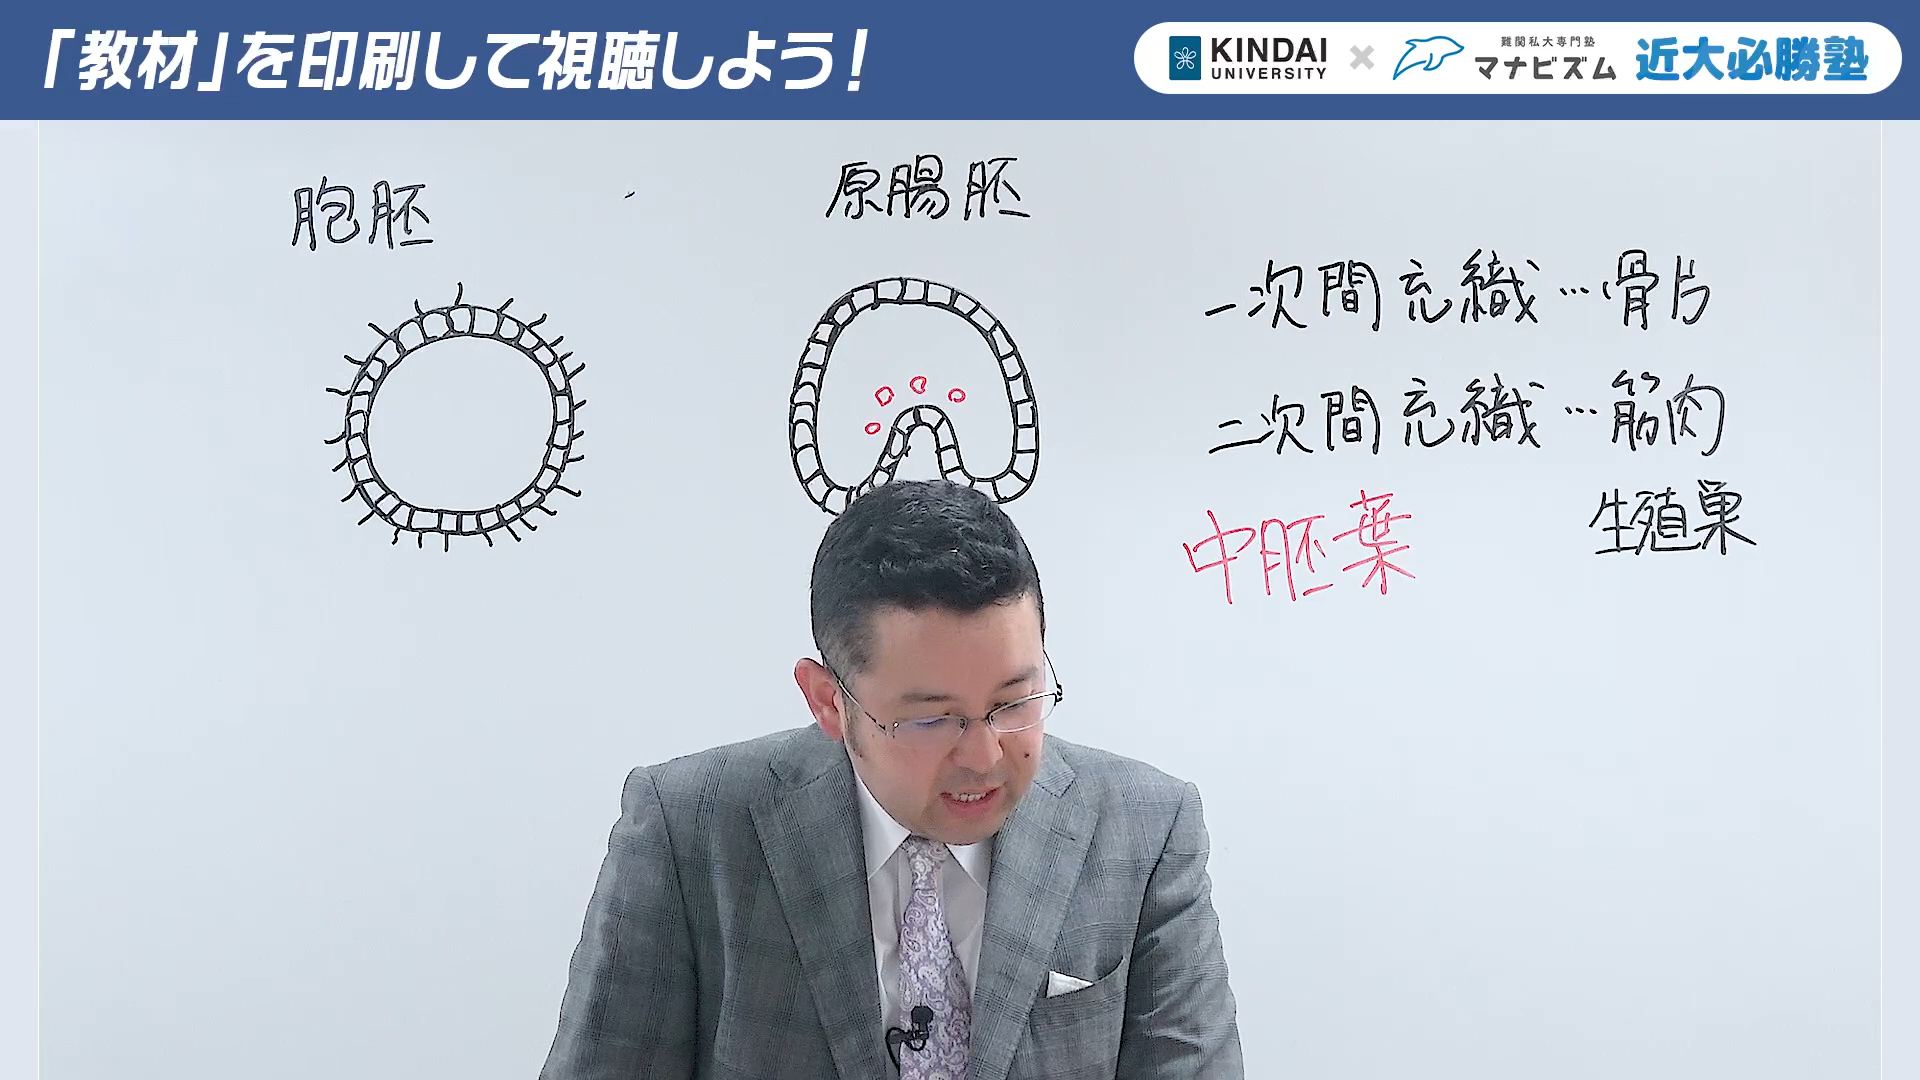 「教材」を印刷して視聴しよう!
KINDAI UNIVERSITY × 難関私大専門塾 マナビズム 近大必勝塾
胞胚
原腸胚
一次間充織…骨片
二次間充織…筋肉
中胚葉
生殖巣